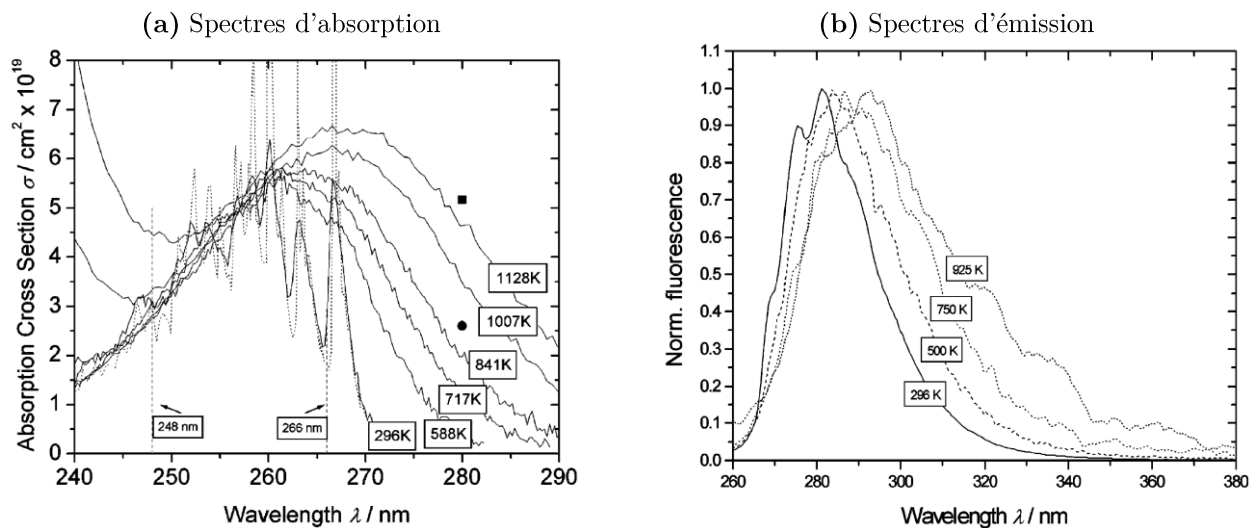 (a) Spectres d'absorption
Absorption Cross Section σ / cm² x 10¹⁹
8
7
6
5
4
3
2
1
0
1128K
1007K
841K
717K
588K
296K
248 nm
266 nm
240 250 260 270 280 290
Wavelength λ / nm
(b) Spectres d'émission
Norm. fluorescence
1.1
1.0
0.9
0.8
0.7
0.6
0.5
0.4
0.3
0.2
0.1
0.0
925 K
750 K
500 K
296 K
260 280 300 320 340 360 380
Wavelength λ / nm